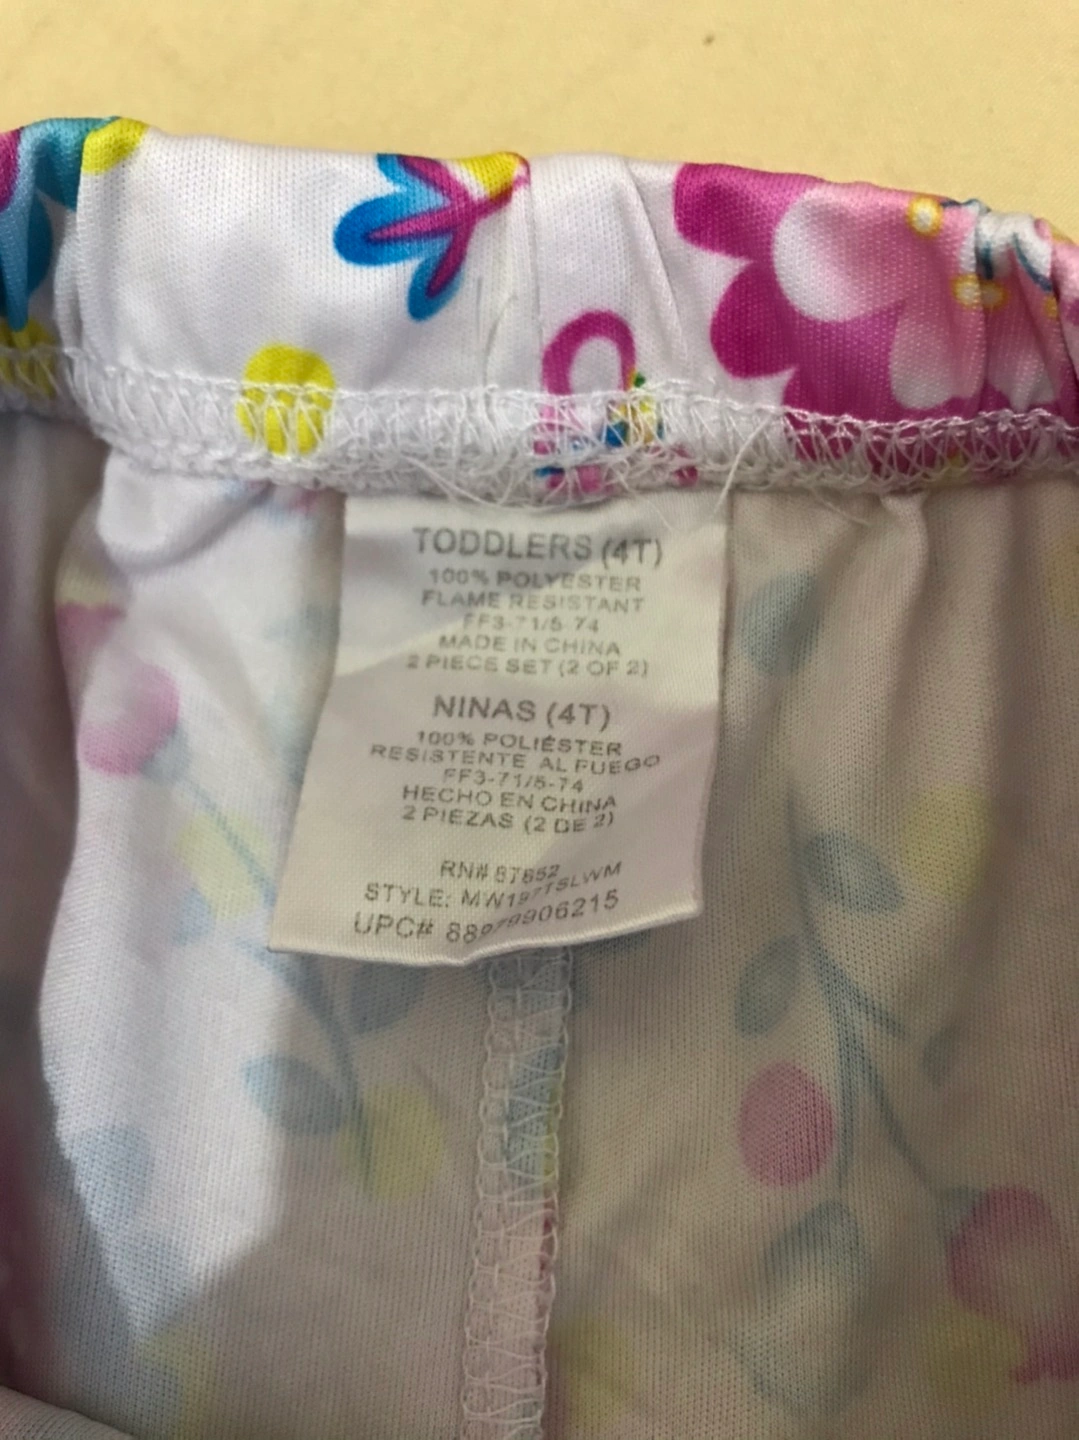 TODDLERS (4T)
100% POLYESTER
FLAME RESISTANT
FF3-71/5-74
MADE IN CHINA
2 PIECE SET (2 OF 2)
NINAS (4T)
100% POLIÉSTER
RESISTENTE AL FUEGO
FF3-71/5-74
HECHO EN CHINA
2 PIEZAS (2 DE 2)
RN# 87652
STYLE: MW197TSLWM
UPC#